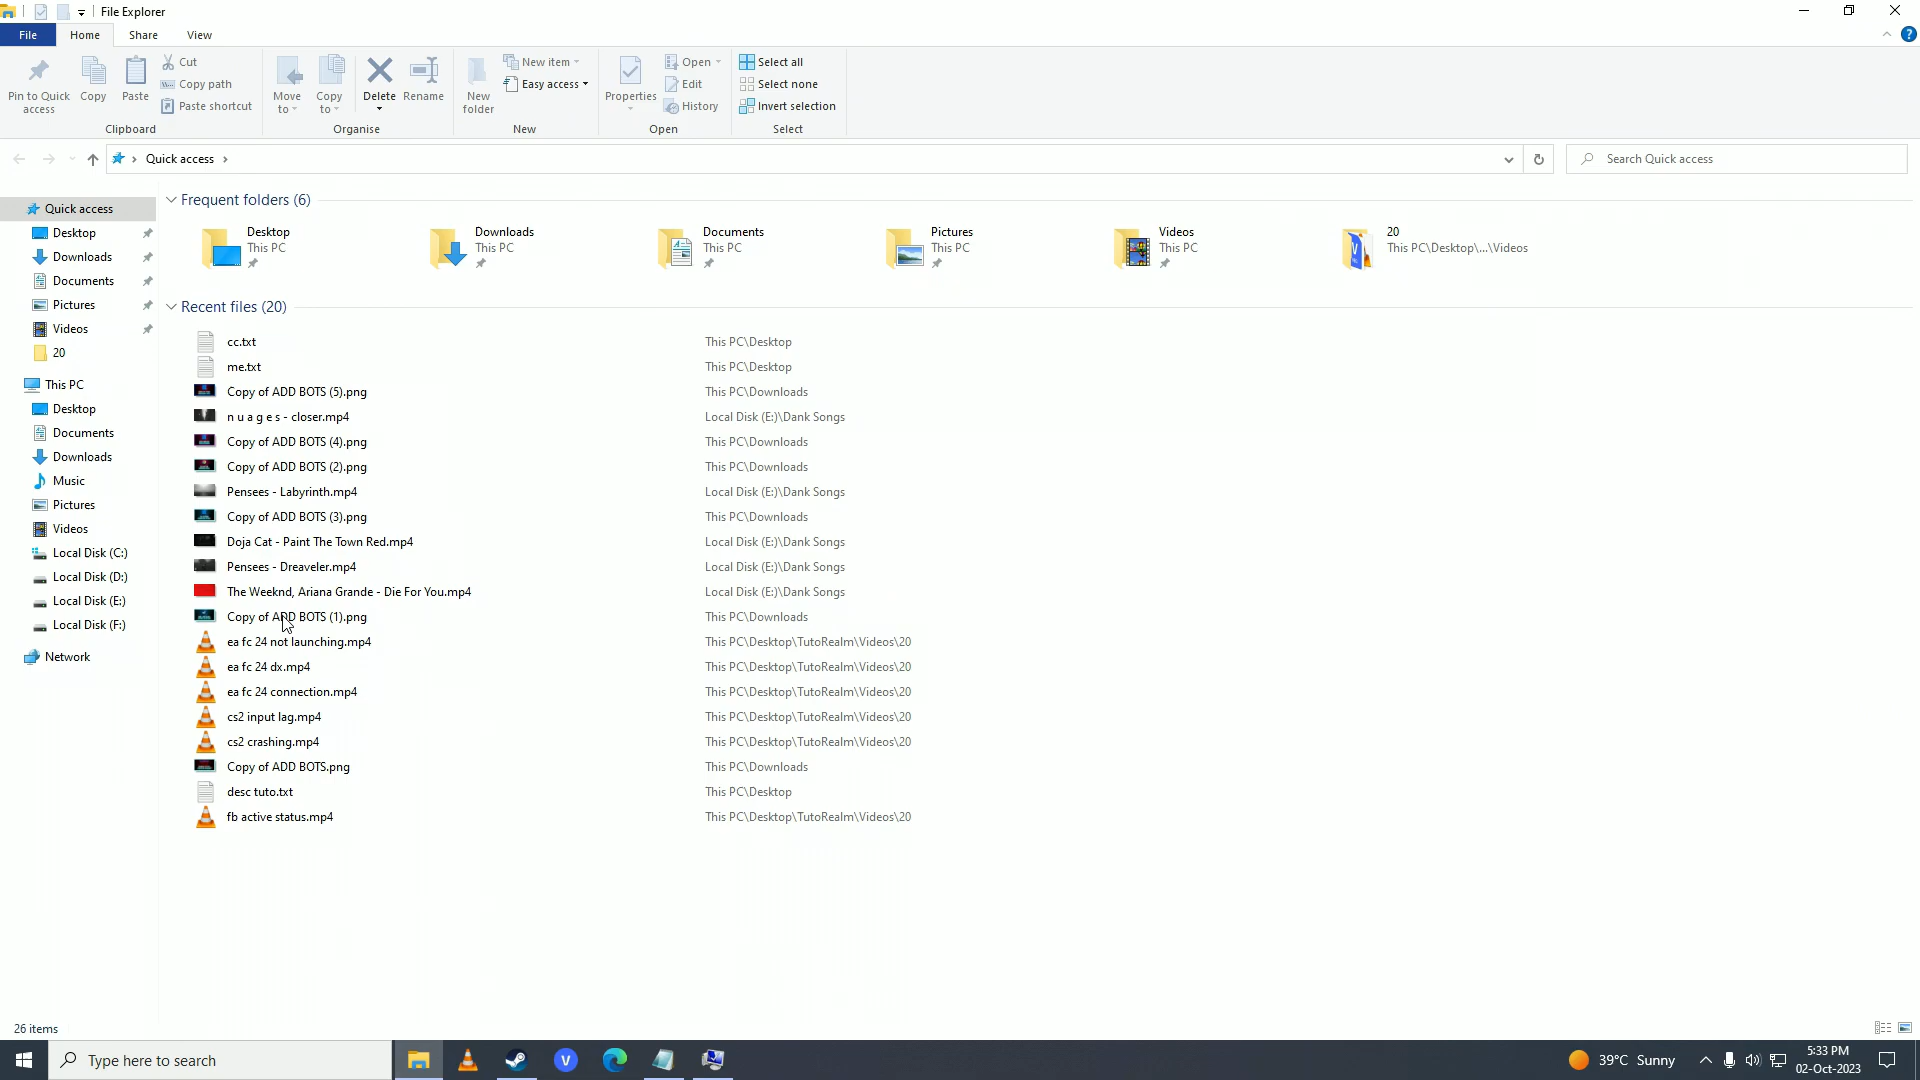 File Explorer
File Home Share View
Pin to Quick access
Copy
Paste
Cut
Copy path
Paste shortcut
Clipboard
Move to
Copy to
Delete
Rename
Organise
New folder
New item
Easy access
New
Properties
Open
Edit
History
Open
Select all
Select none
Invert selection
Select
Quick access
Search Quick access
Quick access
Desktop
Downloads
Documents
Pictures
Videos
20
This PC
Desktop
Documents
Downloads
Music
Pictures
Videos
Local Disk (C:)
Local Disk (D:)
Local Disk (E:)
Local Disk (F:)
Network
Frequent folders (6)
Desktop
This PC
Downloads
This PC
Documents
This PC
Pictures
This PC
Videos
This PC
20
This PC\Desktop\...\Videos
Recent files (20)
cc.txt This PC\Desktop
me.txt This PC\Desktop
Copy of ADD BOTS (5).png This PC\Downloads
n u a g e s - closer.mp4 Local Disk (E:)\Dank Songs
Copy of ADD BOTS (4).png This PC\Downloads
Copy of ADD BOTS (2).png This PC\Downloads
Pensees - Labyrinth.mp4 Local Disk (E:)\Dank Songs
Copy of ADD BOTS (3).png This PC\Downloads
Doja Cat - Paint The Town Red.mp4 Local Disk (E:)\Dank Songs
Pensees - Dreaveler.mp4 Local Disk (E:)\Dank Songs
The Weeknd, Ariana Grande - Die For You.mp4 Local Disk (E:)\Dank Songs
Copy of ADD BOTS (1).png This PC\Downloads
ea fc 24 not launching.mp4 This PC\Desktop\TutoRealm\Videos\20
ea fc 24 dx.mp4 This PC\Desktop\TutoRealm\Videos\20
ea fc 24 connection.mp4 This PC\Desktop\TutoRealm\Videos\20
cs2 input lag.mp4 This PC\Desktop\TutoRealm\Videos\20
cs2 crashing.mp4 This PC\Desktop\TutoRealm\Videos\20
Copy of ADD BOTS.png This PC\Downloads
desc tuto.txt This PC\Desktop
fb active status.mp4 This PC\Desktop\TutoRealm\Videos\20
26 items
Type here to search
39°C Sunny
5:33 PM
02-Oct-2023